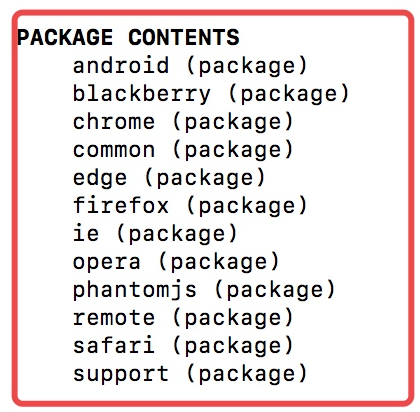 PACKAGE CONTENTS
android (package)
blackberry (package)
chrome (package)
common (package)
edge (package)
firefox (package)
ie (package)
opera (package)
phantomjs (package)
remote (package)
safari (package)
support (package)